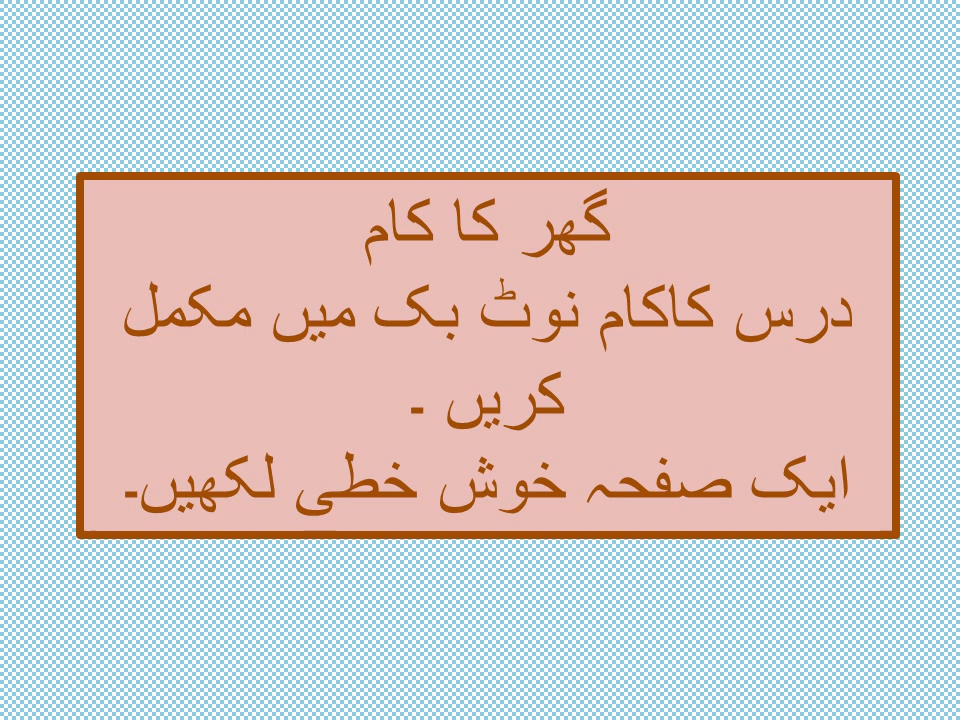 گھر کا کام
درس کاکام نوٹ بک میں مکمل
کریں ۔
ایک صفحہ خوش خطی لکھیں۔